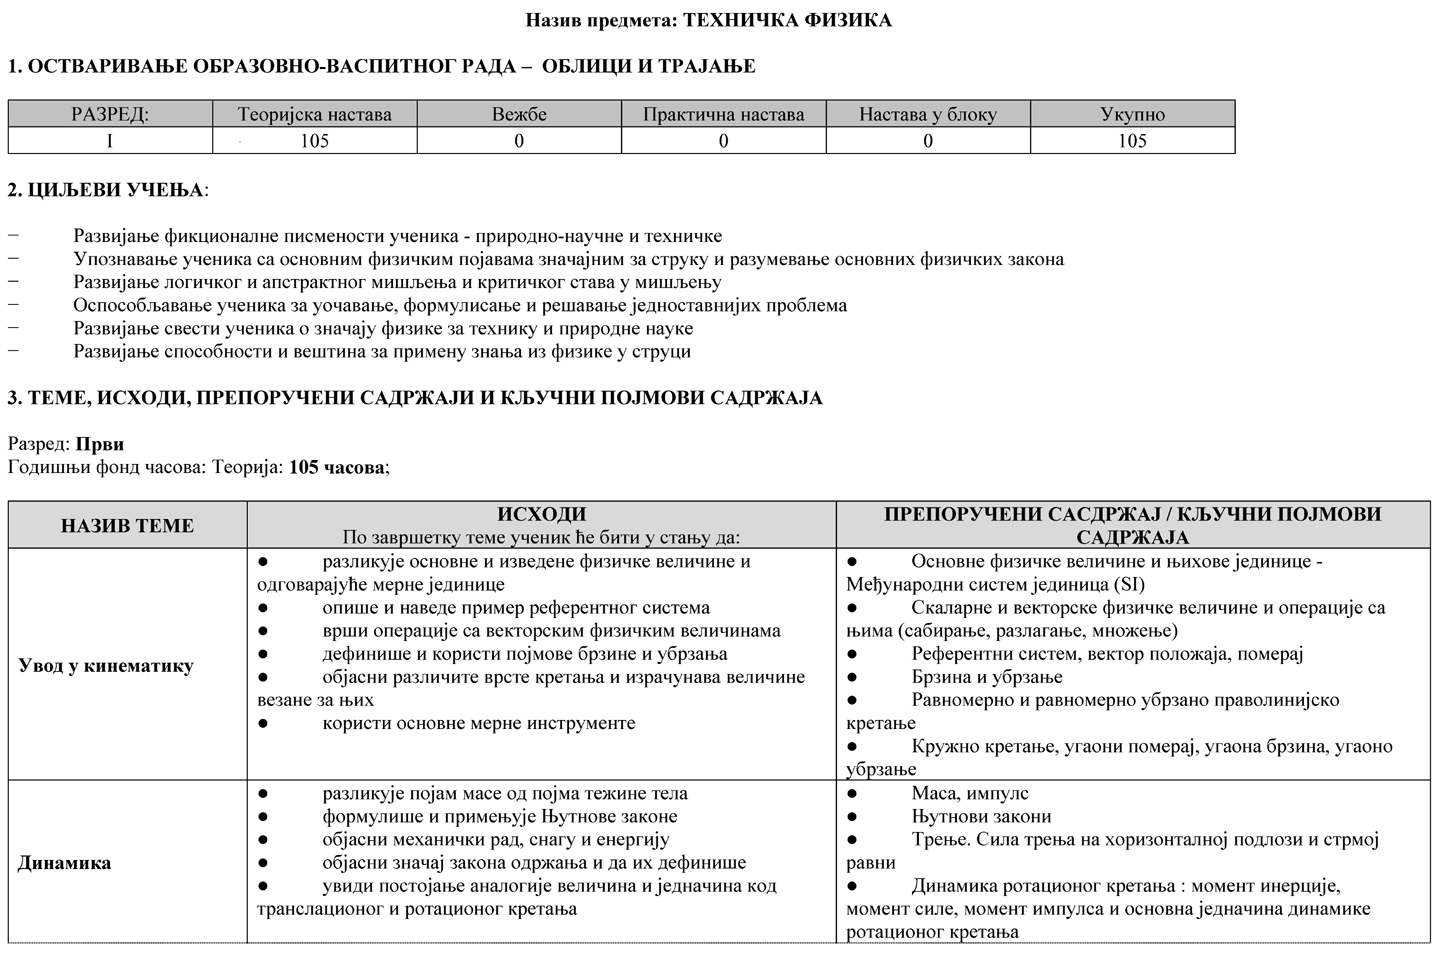 Назив предмета: ТЕХНИЧКА ФИЗИКА
1. ОСТВАРИВАЊЕ ОБРАЗОВНО-ВАСПИТНОГ РАДА – ОБЛИЦИ И ТРАЈАЊЕ
РАЗРЕД: Теоријска настава Вежбе Практична настава Настава у блоку Укупно
I 105 0 0 0 105
2. ЦИЉЕВИ УЧЕЊА:
− Развијање фикционалне писмености ученика - природно-научне и техничке
− Упознавање ученика са основним физичким појавама значајним за струку и разумевање основних физичких закона
− Развијање логичког и апстрактног мишљења и критичког става у мишљењу
− Оспособљавање ученика за уочавање, формулисање и решавање једноставнијих проблема
− Развијање свести ученика о значају физике за технику и природне науке
− Развијање способности и вештина за примену знања из физике у струци
3. ТЕМЕ, ИСХОДИ, ПРЕПОРУЧЕНИ САДРЖАЈИ И КЉУЧНИ ПОЈМОВИ САДРЖАЈА
Разред: Први
Годишњи фонд часова: Теорија: 105 часова;
НАЗИВ ТЕМЕ
ИСХОДИ
По завршетку теме ученик ће бити у стању да:
ПРЕПОРУЧЕНИ САСДРЖАЈ / КЉУЧНИ ПОЈМОВИ
САДРЖАЈА
Увод у кинематику
● разликује основне и изведене физичке величине и
одговарајуће мерне јединице
● опише и наведе пример референтног система
● врши операције са векторским физичким величинама
● дефинише и користи појмове брзине и убрзања
● објасни различите врсте кретања и израчунава величине
везане за њих
● користи основне мерне инструменте
● Основне физичке величине и њихове јединице -
Међународни систем јединица (SI)
● Скаларне и векторске физичке величине и операције са
њима (сабирање, разлагање, множење)
● Референтни систем, вектор положаја, померај
● Брзина и убрзање
● Равномерно и равномерно убрзано праволинијско
кретање
● Кружно кретање, угаони померај, угаона брзина, угаоно
убрзање
Динамика
● разликује појам масе од појма тежине тела
● формулише и примењује Њутнове законе
● објасни механички рад, снагу и енергију
● објасни значај закона одржања и да их дефинише
● увиди постојање аналогије величина и једначина код
транслационог и ротационог кретања
● Маса, импулс
● Њутнови закони
● Трење. Сила трења на хоризонталној подлози и стрмој
равни
● Динамика ротационог кретања : момент инерције,
момент силе, момент импулса и основна једначина динамике
ротационог кретања